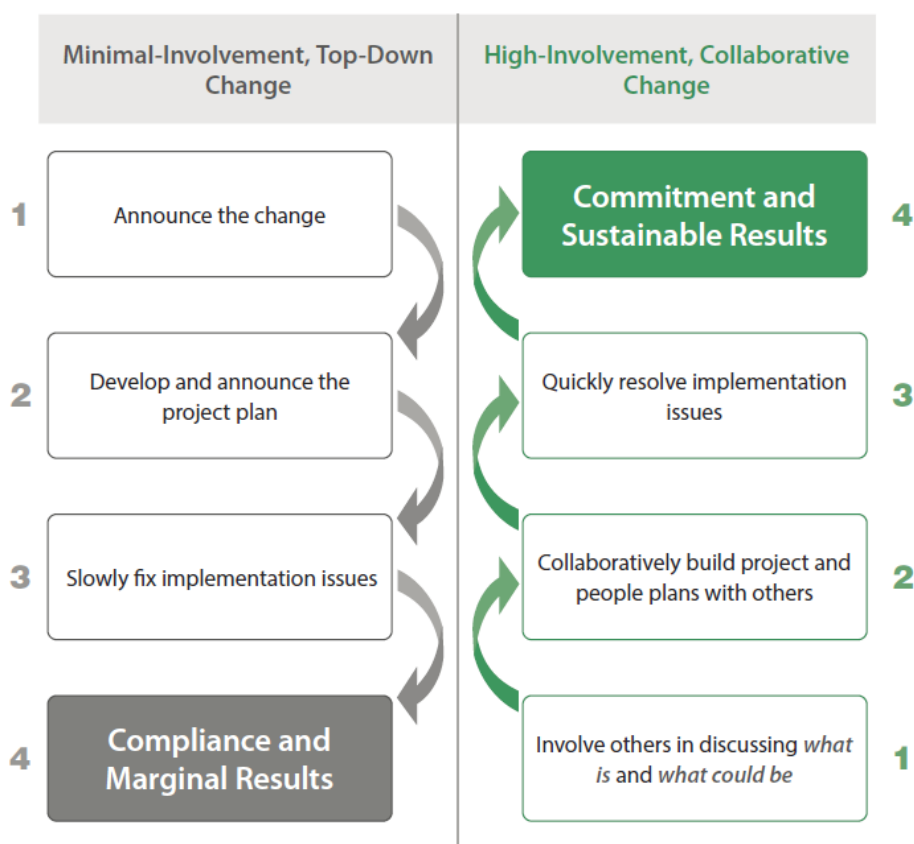 Minimal-Involvement, Top-Down
Change
1
Announce the change
2
Develop and announce the
project plan
3
Slowly fix implementation issues
4
Compliance and
Marginal Results
High-Involvement, Collaborative
Change
Commitment and
Sustainable Results
4
Quickly resolve implementation
issues
3
Collaboratively build project and
people plans with others
2
Involve others in discussing what
is and what could be
1